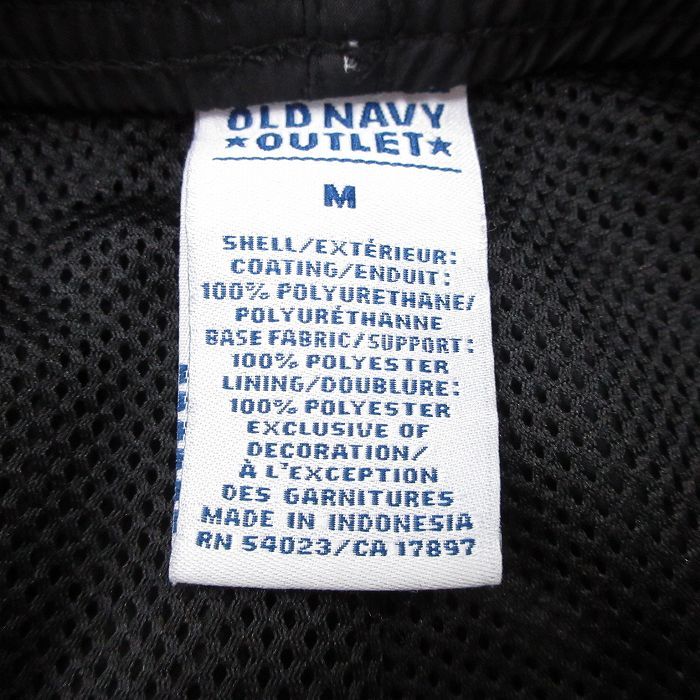 OLD NAVY
★OUTLET★
M
SHELL/EXTÉRIEUR:
COATING/ENDUIT:
100% POLYURETHANE/
POLYURÉTHANNE
BASE FABRIC/SUPPORT:
100% POLYESTER
LINING/DOUBLURE:
100% POLYESTER
EXCLUSIVE OF
DECORATION/
À L'EXCEPTION
DES GARNITURES
MADE IN INDONESIA
RN 54023/CA 17897